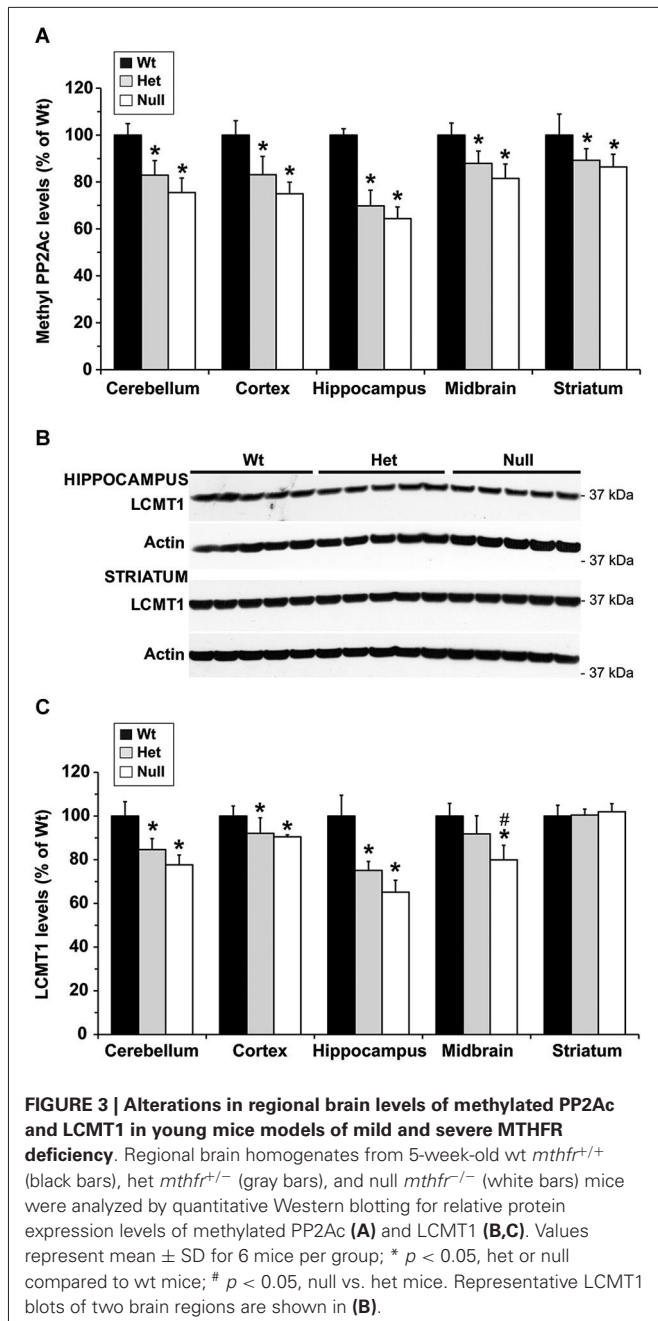 A
Wt
Het
Null
Methyl PP2Ac levels (% of Wt)
120
100
80
60
40
20
0
* * * * * * * * * *
Cerebellum Cortex Hippocampus Midbrain Striatum
B
Wt Het Null
HIPPOCAMPUS
LCMT1 - 37 kDa
Actin - 37 kDa
STRIATUM
LCMT1 - 37 kDa
Actin - 37 kDa
C
Wt
Het
Null
LCMT1 levels (% of Wt)
120
100
80
60
40
20
0
#
* * * * * * *
Cerebellum Cortex Hippocampus Midbrain Striatum
FIGURE 3 | Alterations in regional brain levels of methylated PP2Ac
and LCMT1 in young mice models of mild and severe MTHFR
deficiency. Regional brain homogenates from 5-week-old wt mthfr+/+
(black bars), het mthfr+/− (gray bars), and null mthfr−/− (white bars) mice
were analyzed by quantitative Western blotting for relative protein
expression levels of methylated PP2Ac (A) and LCMT1 (B,C). Values
represent mean ± SD for 6 mice per group; * p < 0.05, het or null
compared to wt mice; # p < 0.05, null vs. het mice. Representative LCMT1
blots of two brain regions are shown in (B).